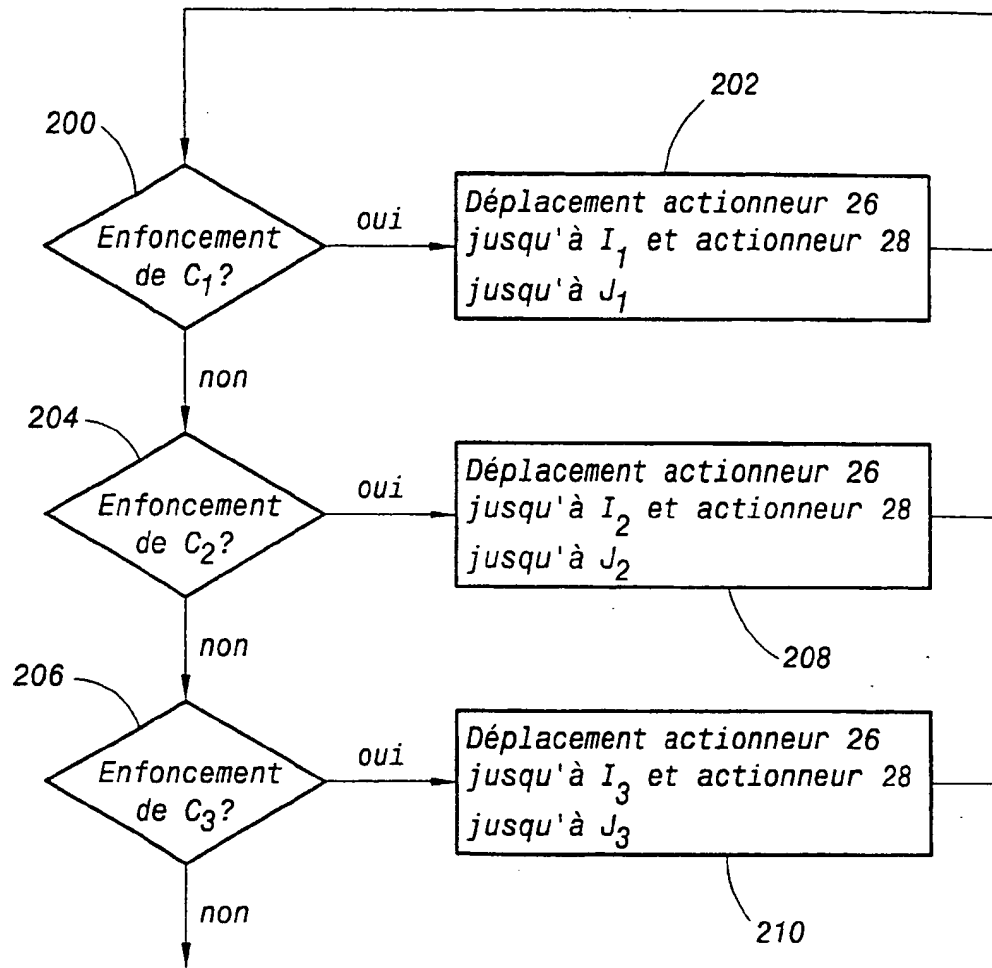 202
200
Enfoncement
de C₁?
oui
Déplacement actionneur 26
jusqu'à I₁ et actionneur 28
jusqu'à J₁
non
204
Enfoncement
de C₂?
oui
Déplacement actionneur 26
jusqu'à I₂ et actionneur 28
jusqu'à J₂
non
208
206
Enfoncement
de C₃?
oui
Déplacement actionneur 26
jusqu'à I₃ et actionneur 28
jusqu'à J₃
non
210